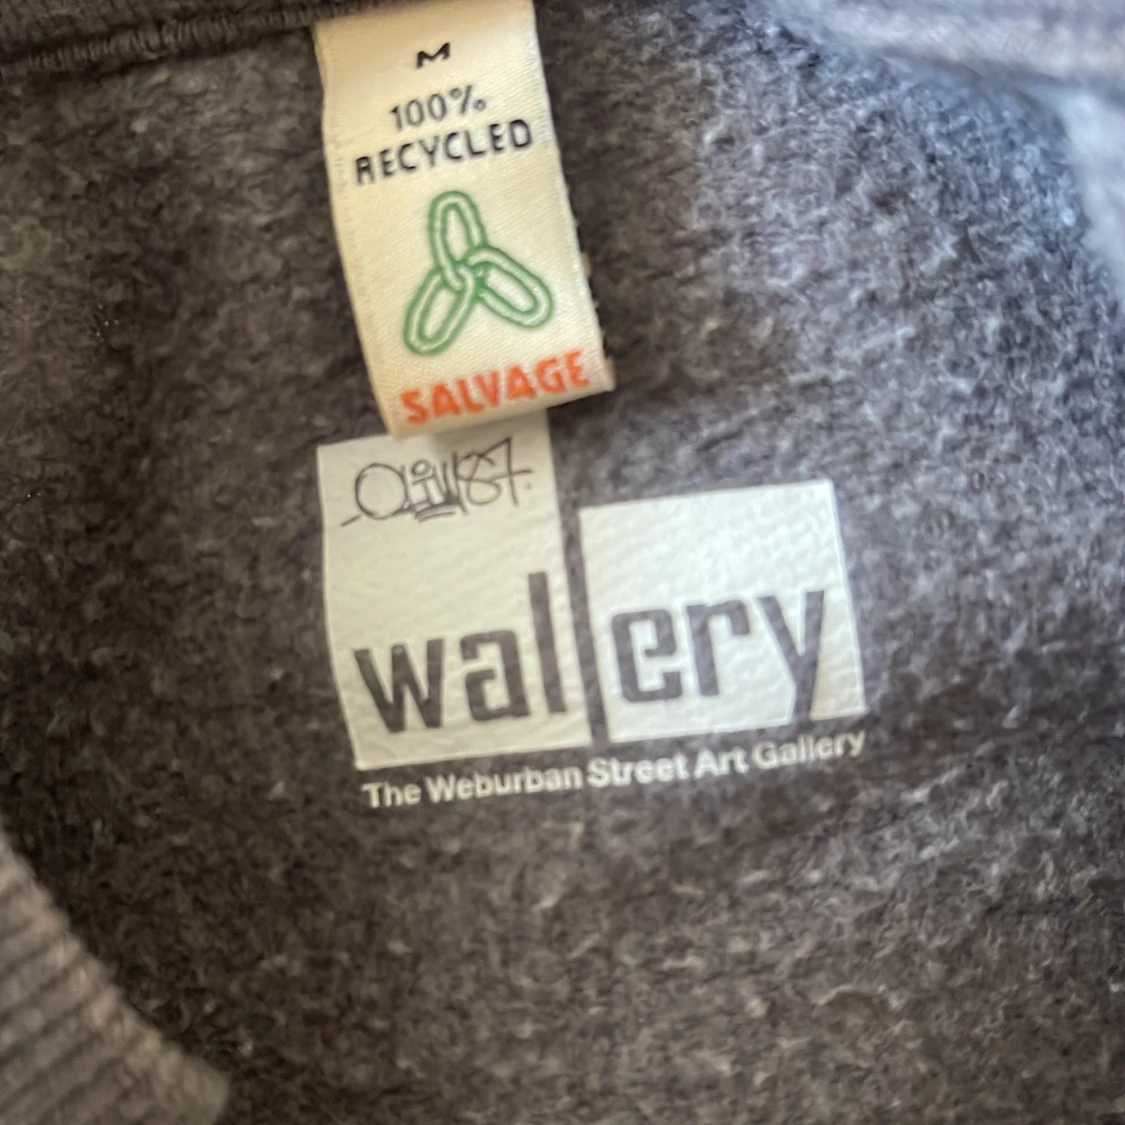 M
100%
RECYCLED
SALVAGE
wallery
The Weburban Street Art Gallery